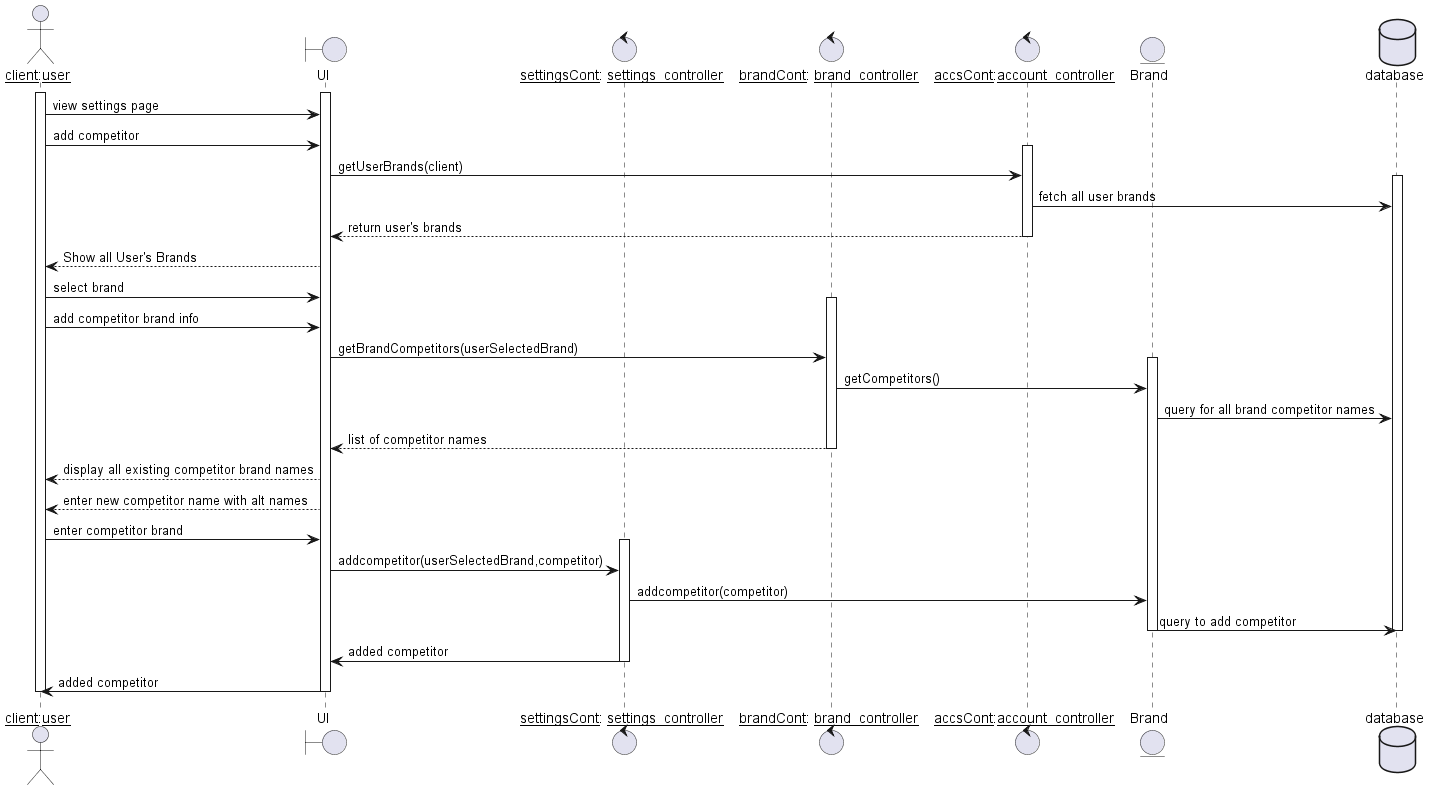 client:user
UI
settingsCont: settings_controller
brandCont: brand_controller
accsCont:account_controller
Brand
database
view settings page
add competitor
getUserBrands(client)
fetch all user brands
return user's brands
Show all User's Brands
select brand
add competitor brand info
getBrandCompetitors(userSelectedBrand)
getCompetitors()
query for all brand competitor names
list of competitor names
display all existing competitor brand names
enter new competitor name with alt names
enter competitor brand
addcompetitor(userSelectedBrand,competitor)
addcompetitor(competitor)
query to add competitor
added competitor
added competitor
client:user
UI
settingsCont: settings_controller
brandCont: brand_controller
accsCont:account_controller
Brand
database